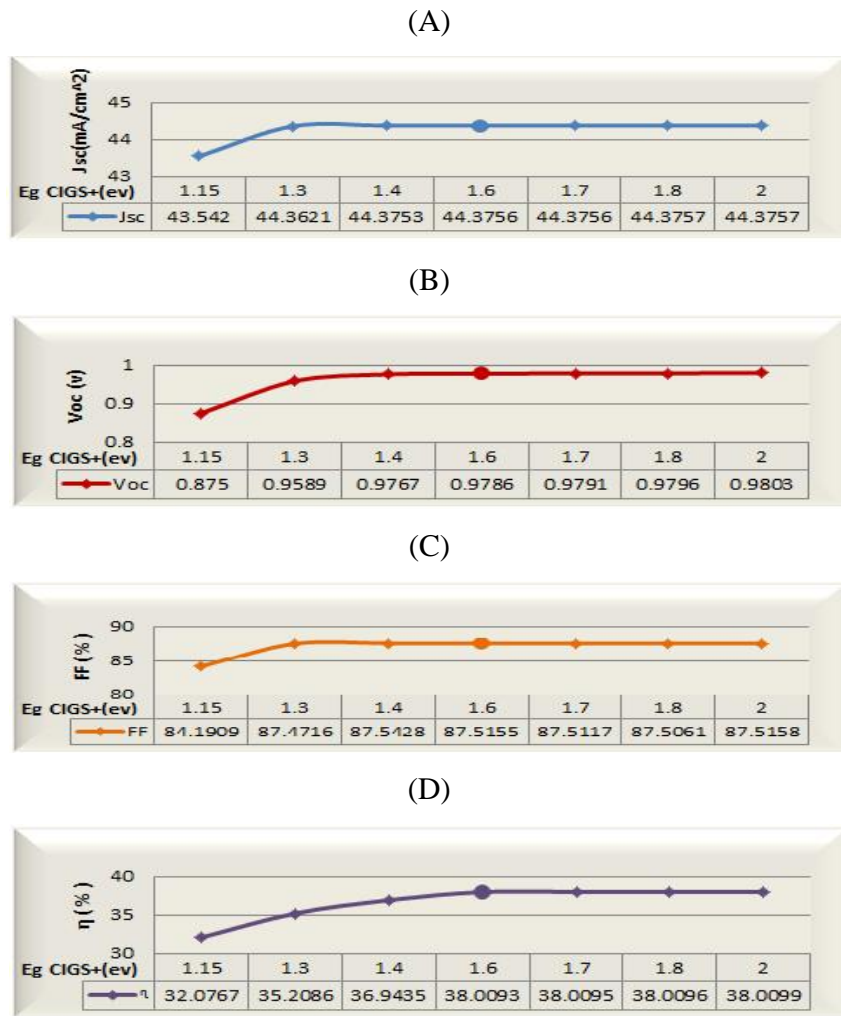 (A)
Jsc(mA/cm^2)
45
44
43
Eg CIGS+(ev) 1.15 1.3 1.4 1.6 1.7 1.8 2
Jsc 43.542 44.3621 44.3753 44.3756 44.3756 44.3757 44.3757
(B)
Voc (v)
1
0.9
0.8
Eg CIGS+(ev) 1.15 1.3 1.4 1.6 1.7 1.8 2
Voc 0.875 0.9589 0.9767 0.9786 0.9791 0.9796 0.9803
(C)
FF (%)
90
85
80
Eg CIGS+(ev) 1.15 1.3 1.4 1.6 1.7 1.8 2
FF 84.1909 87.4716 87.5428 87.5155 87.5117 87.5061 87.5158
(D)
η (%)
40
35
30
Eg CIGS+(ev) 1.15 1.3 1.4 1.6 1.7 1.8 2
η 32.0767 35.2086 36.9435 38.0093 38.0095 38.0096 38.0099